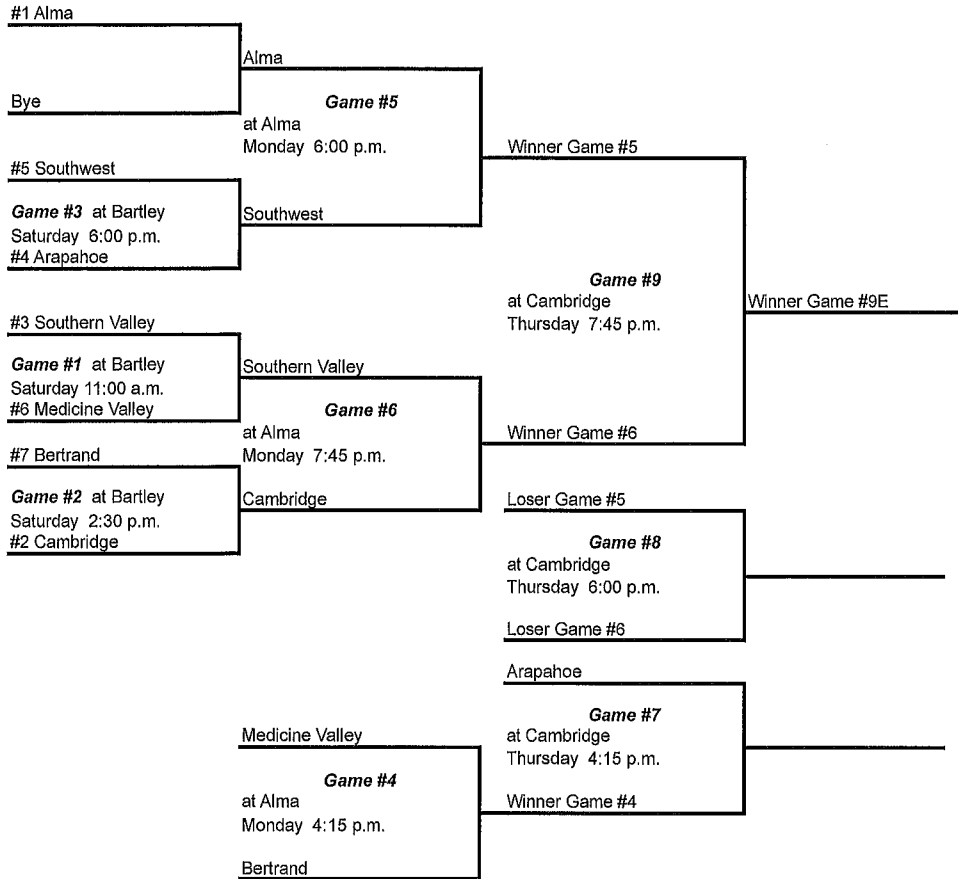 #1 Alma
Alma
Bye
Game #5
at Alma
Monday 6:00 p.m.
Winner Game #5
#5 Southwest
Game #3 at Bartley
Saturday 6:00 p.m.
#4 Arapahoe
Southwest
Game #9
at Cambridge
Thursday 7:45 p.m.
Winner Game #9E
#3 Southern Valley
Game #1 at Bartley
Saturday 11:00 a.m.
#6 Medicine Valley
Southern Valley
Game #6
at Alma
Monday 7:45 p.m.
Winner Game #6
#7 Bertrand
Game #2 at Bartley
Saturday 2:30 p.m.
#2 Cambridge
Cambridge
Loser Game #5
Game #8
at Cambridge
Thursday 6:00 p.m.
Loser Game #6
Arapahoe
Game #7
at Cambridge
Thursday 4:15 p.m.
Winner Game #4
Medicine Valley
Game #4
at Alma
Monday 4:15 p.m.
Bertrand